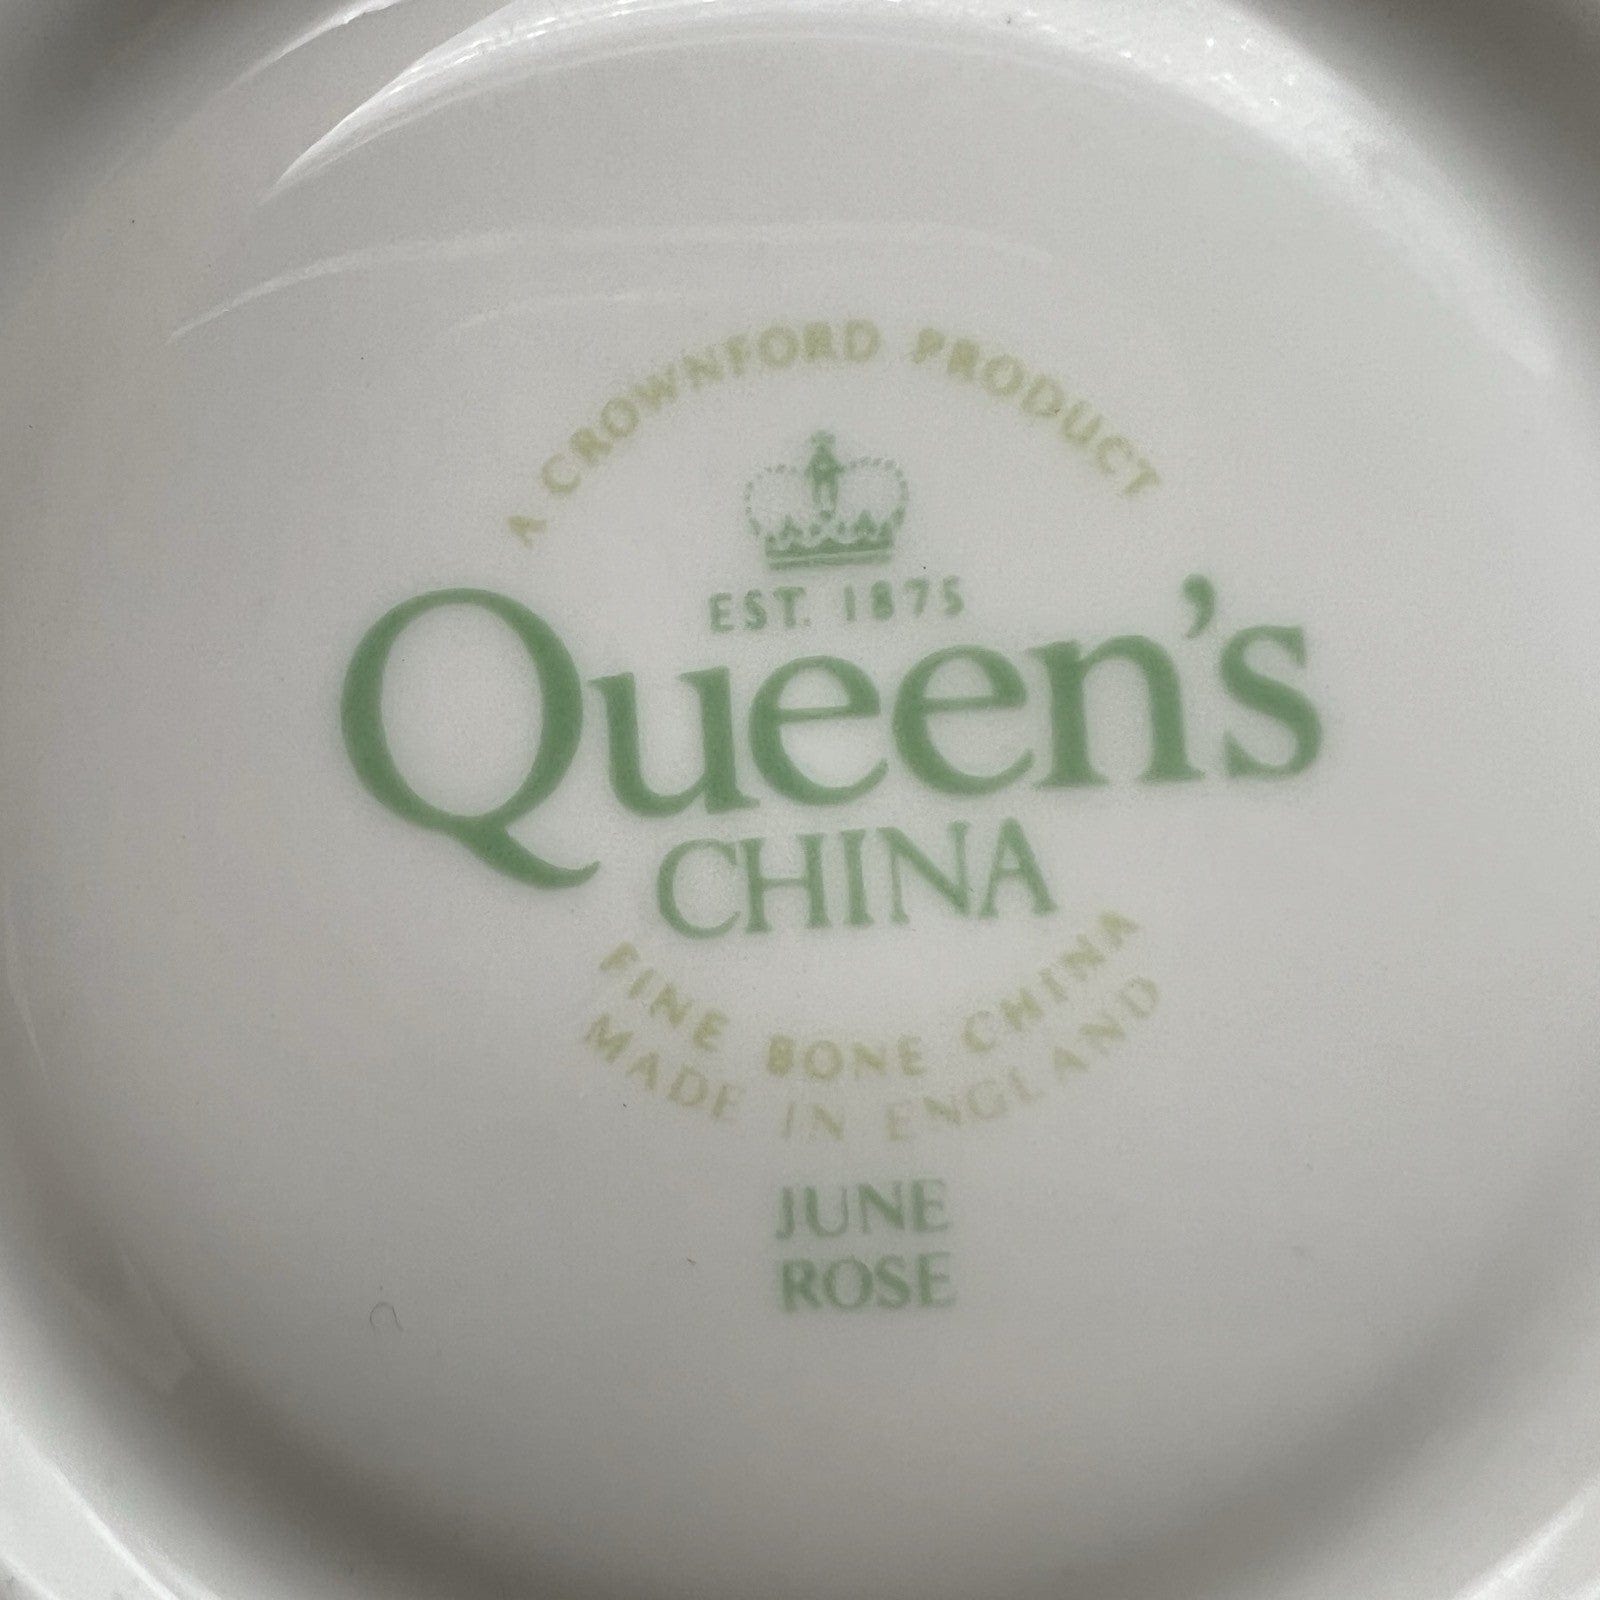 A CROWNFORD PRODUCT
EST. 1875
Queen's
CHINA
FINE BONE CHINA
MADE IN ENGLAND
JUNE
ROSE